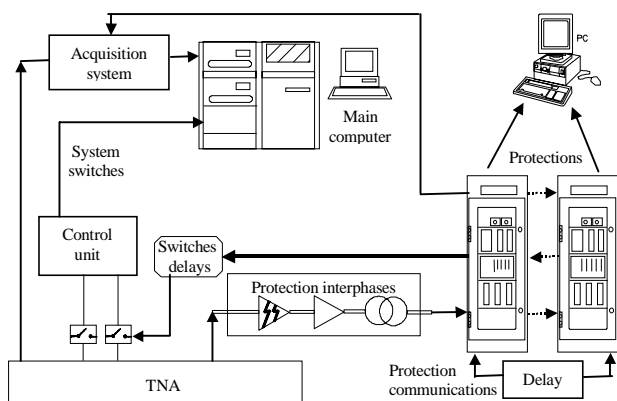 Acquisition
system
PC
Main
computer
System
switches
Protections
Control
unit
Switches
delays
Protection interphases
TNA
Protection
communications
Delay